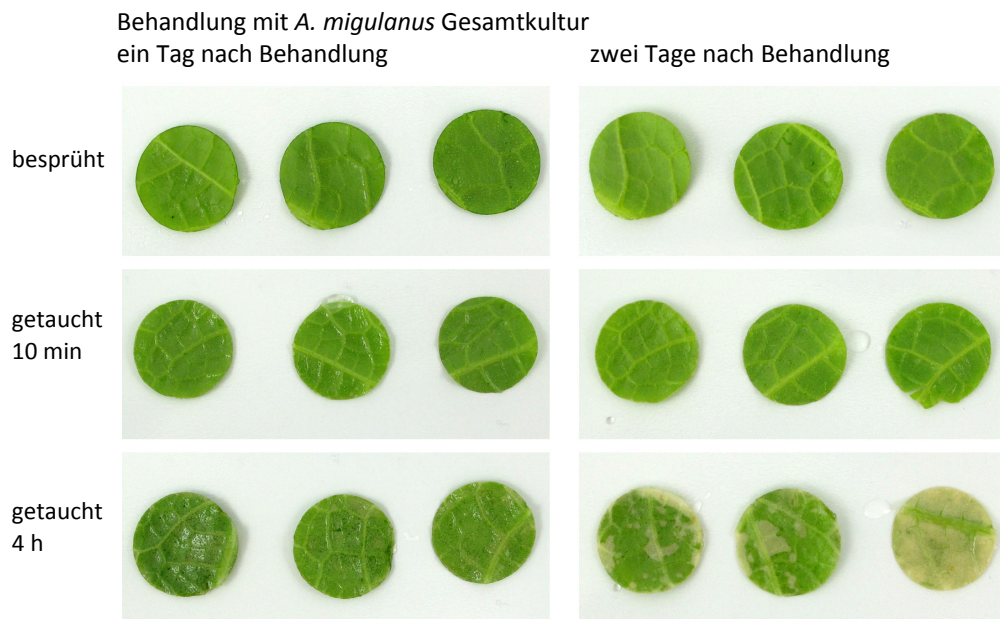 Behandlung mit A. migulanus Gesamtkultur
ein Tag nach Behandlung
zwei Tage nach Behandlung
besprüht
getaucht
10 min
getaucht
4 h